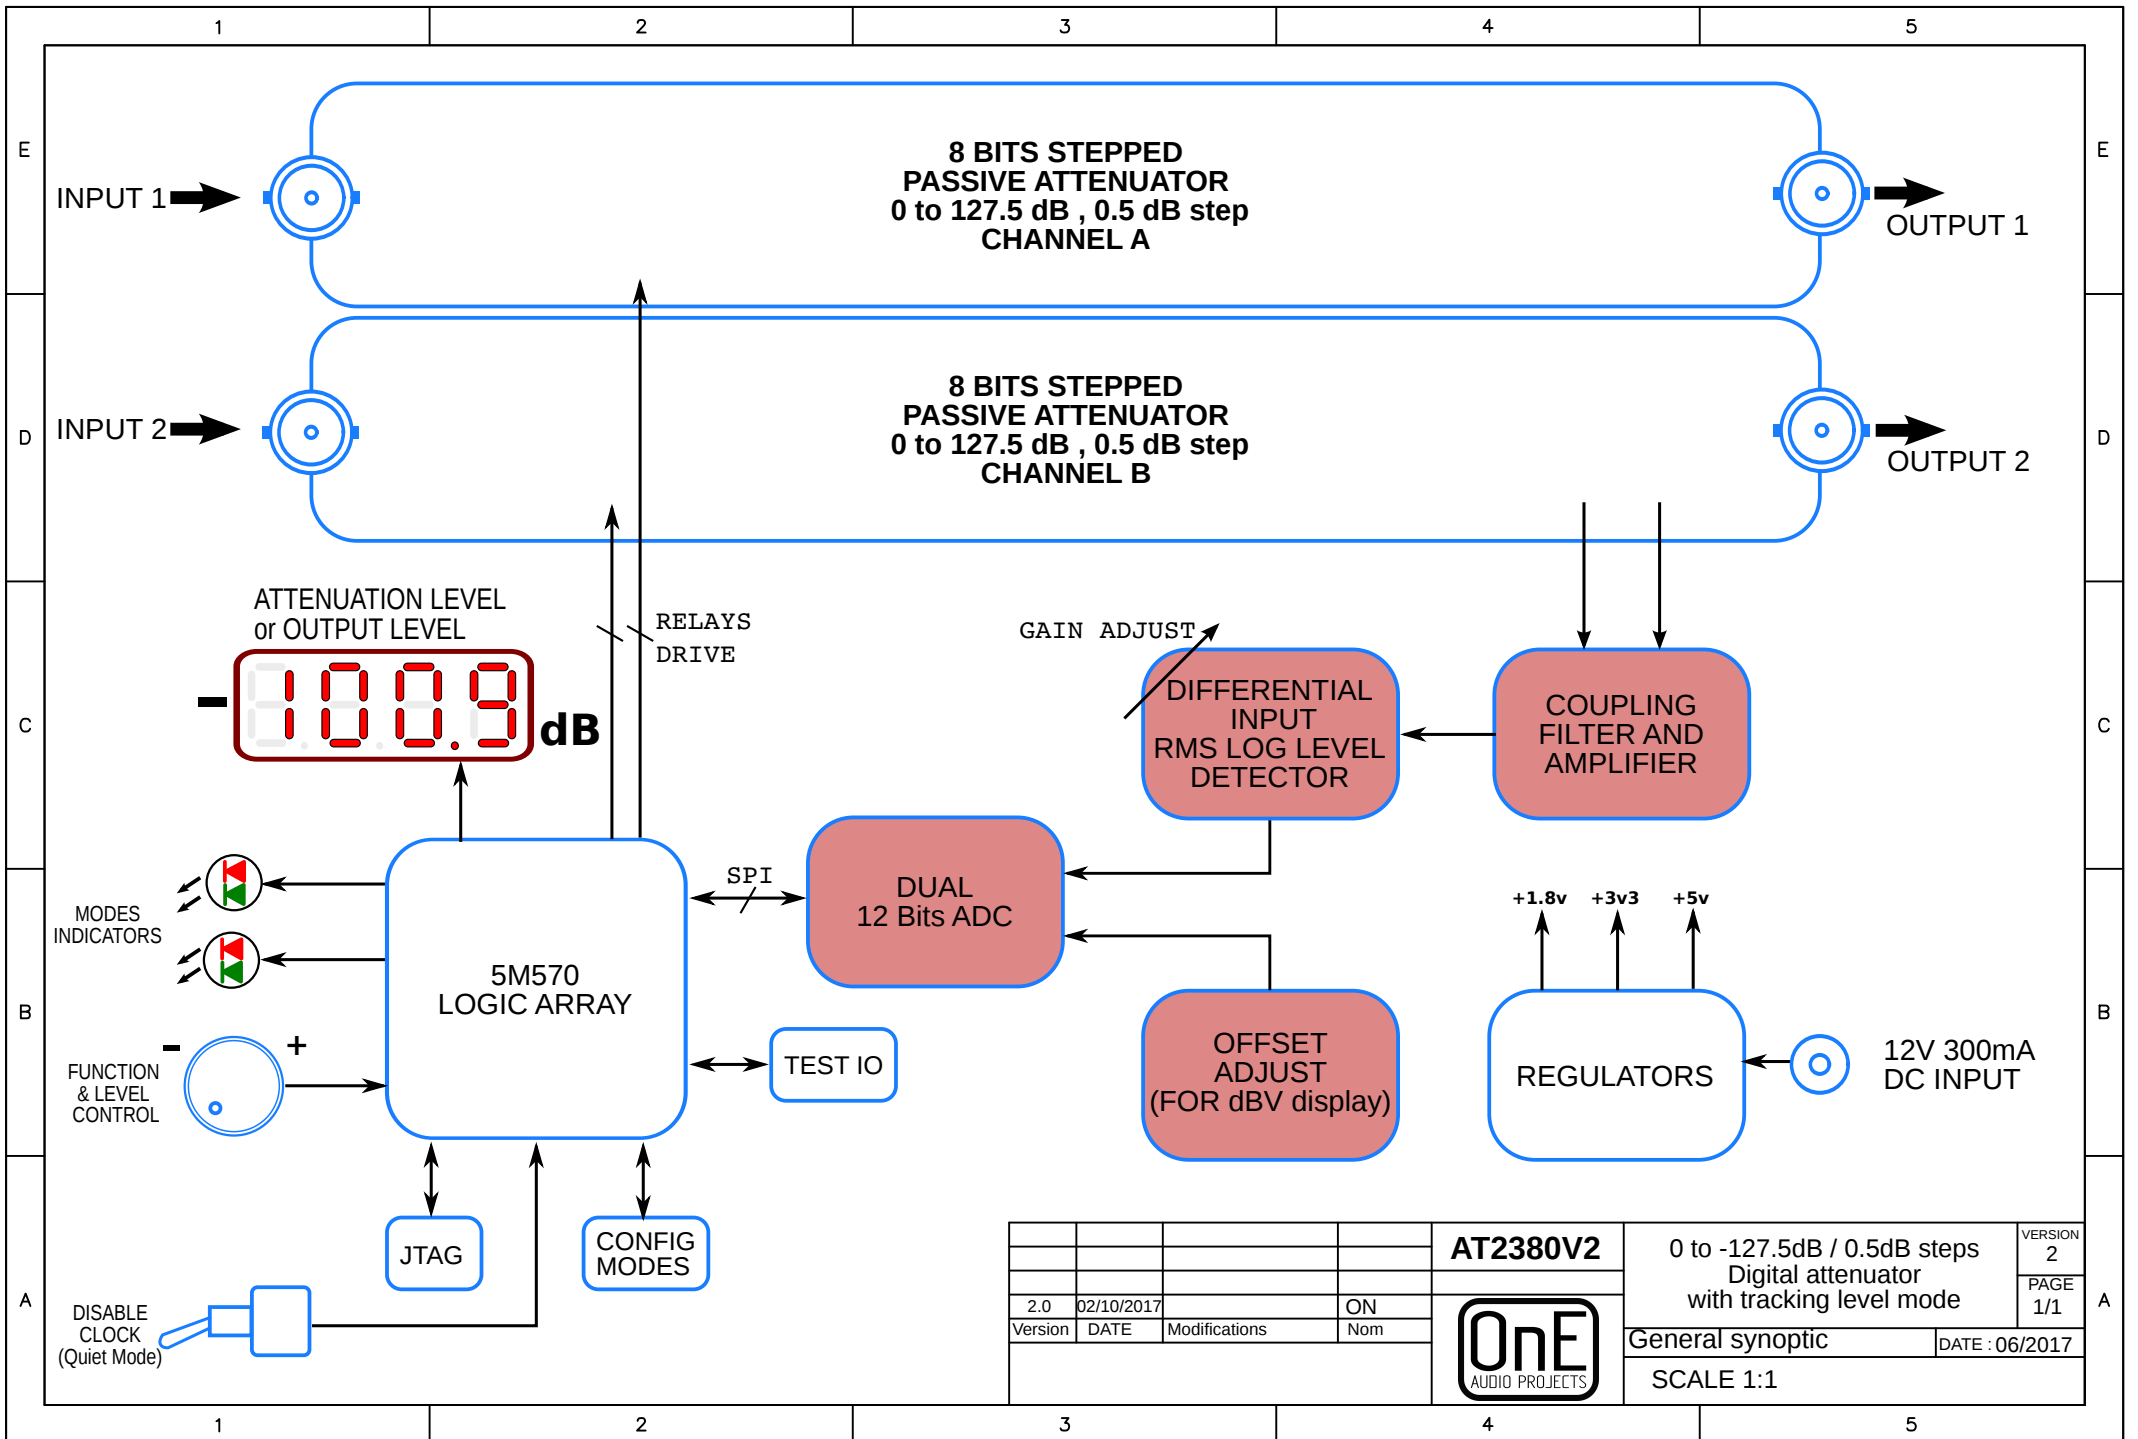 1 2 3 4 5
E E
D D
C C
B B
A A
INPUT 1
8 BITS STEPPED
PASSIVE ATTENUATOR
0 to 127.5 dB , 0.5 dB step
CHANNEL A
OUTPUT 1
INPUT 2
8 BITS STEPPED
PASSIVE ATTENUATOR
0 to 127.5 dB , 0.5 dB step
CHANNEL B
OUTPUT 2
ATTENUATION LEVEL
or OUTPUT LEVEL
- 100.9 dB
RELAYS
DRIVE
GAIN ADJUST
DIFFERENTIAL
INPUT
RMS LOG LEVEL
DETECTOR
COUPLING
FILTER AND
AMPLIFIER
MODES
INDICATORS
5M570
LOGIC ARRAY
SPI
DUAL
12 Bits ADC
+1.8v +3v3 +5v
- +
FUNCTION
& LEVEL
CONTROL
TEST IO
OFFSET
ADJUST
(FOR dBV display)
REGULATORS
12V 300mA
DC INPUT
JTAG
CONFIG
MODES
DISABLE
CLOCK
(Quiet Mode)
2.0 02/10/2017 ON
Version DATE Modifications Nom
AT2380V2
OnE
AUDIO PROJECTS
0 to -127.5dB / 0.5dB steps
Digital attenuator
with tracking level mode
VERSION
2
PAGE
1/1
General synoptic
DATE : 06/2017
SCALE 1:1
1 2 3 4 5